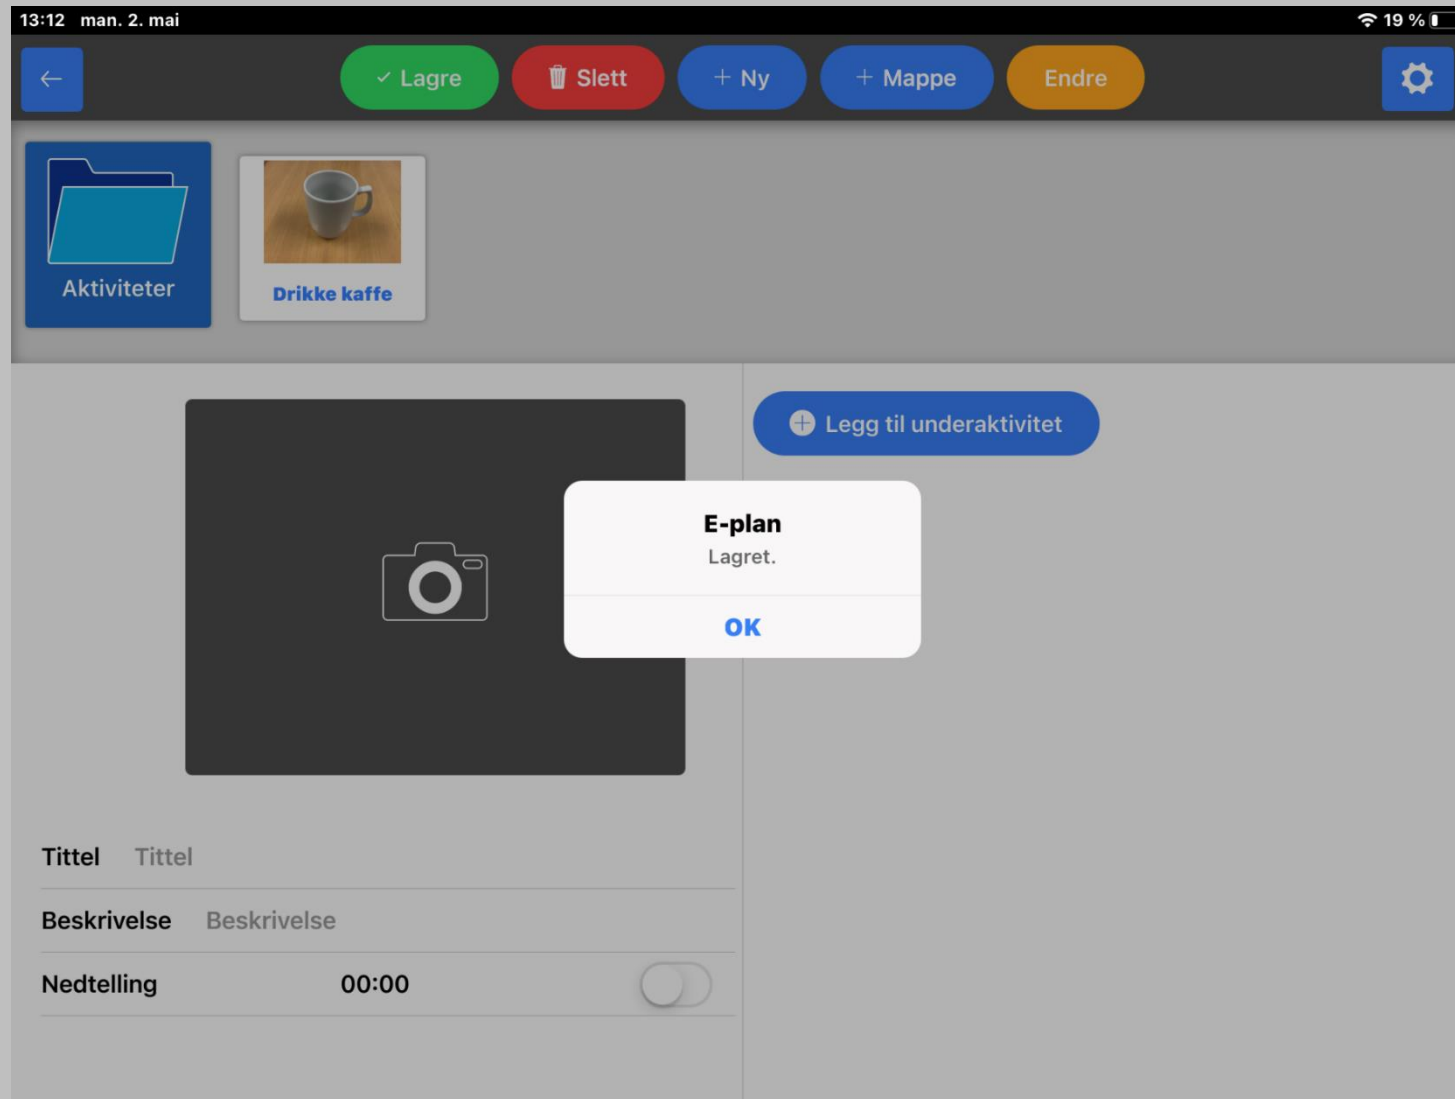 13:12 man. 2. mai
19 %
Lagre
Slett
+ Ny
+ Mappe
Endre
Aktiviteter
Drikke kaffe
Legg til underaktivitet
E-plan
Lagret.
OK
Tittel Tittel
Beskrivelse Beskrivelse
Nedtelling 00:00